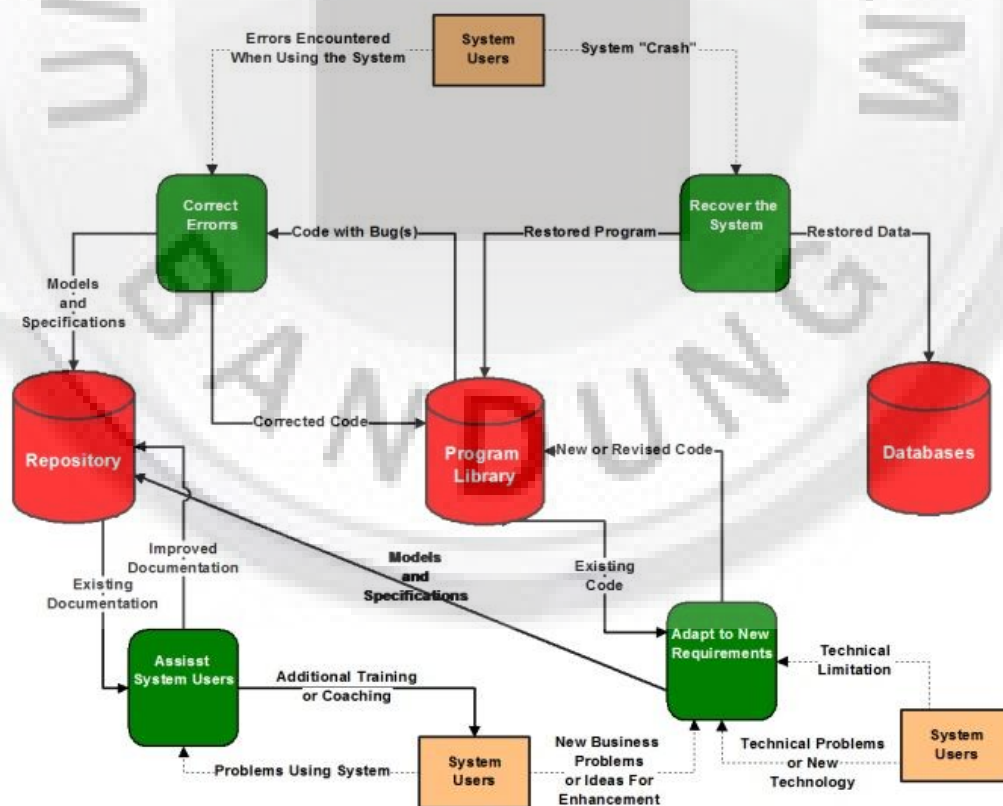 Errors Encountered
When Using the System
System
Users
System "Crash"
Correct
Errorrs
Code with Bug(s)
Restored Program
Recover the
System
Restored Data
Models
and
Specifications
Repository
Corrected Code
Program
Library
New or Revised Code
Databases
Improved
Documentation
Existing
Documentation
Models
and
Specifications
Existing
Code
Assisst
System Users
Additional Training
or Coaching
Adapt to New
Requirements
Technical
Limitation
Problems Using System
System
Users
New Business
Problems
or Ideas For
Enhancement
Technical Problems
or New
Technology
System
Users
BANDUNG